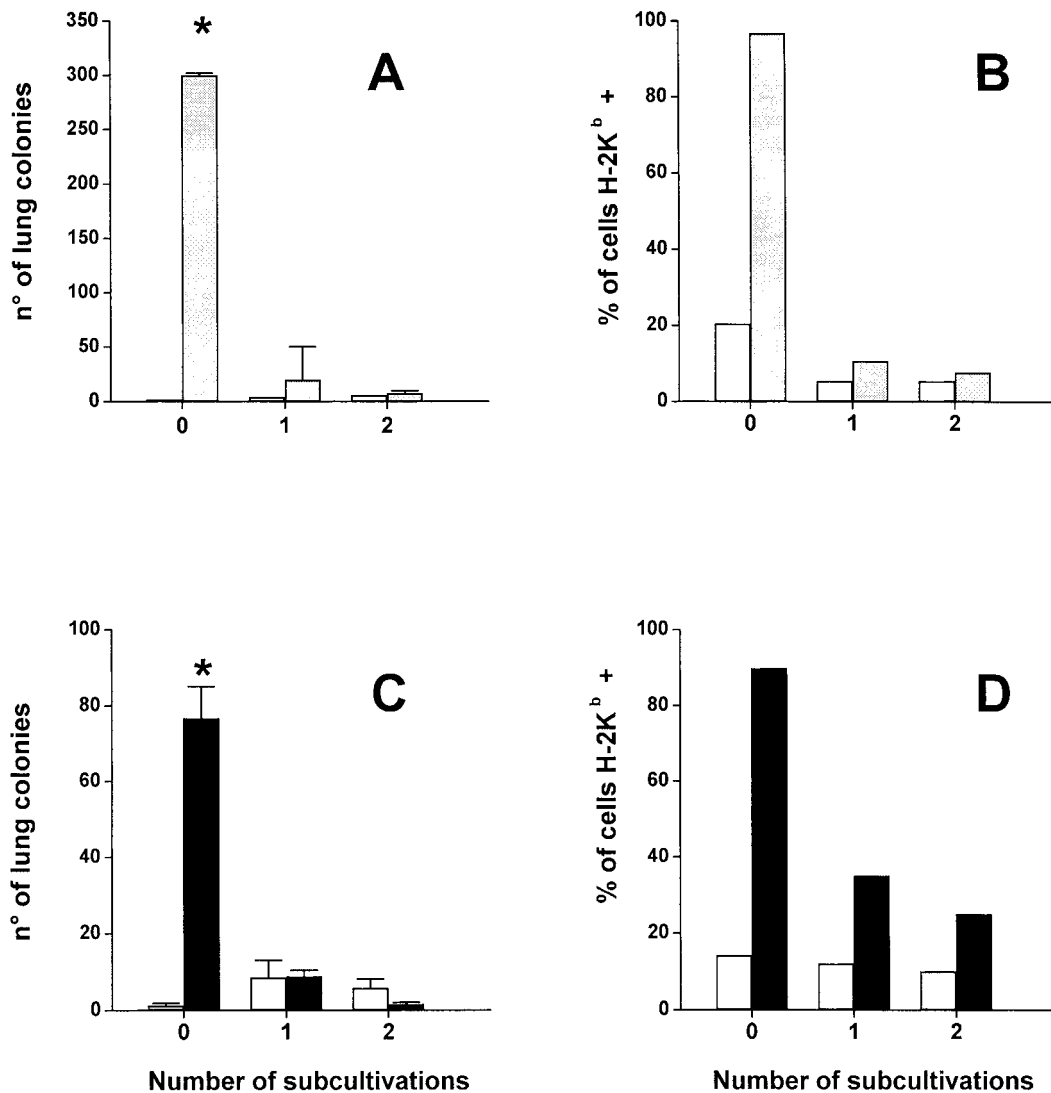 A
n° of lung colonies
350
300
250
200
150
100
50
0
*
0 1 2
B
% of cells H-2K^b +
100
80
60
40
20
0
0 1 2
C
n° of lung colonies
100
80
60
40
20
0
*
0 1 2
Number of subcultivations
D
% of cells H-2K^b +
100
80
60
40
20
0
0 1 2
Number of subcultivations